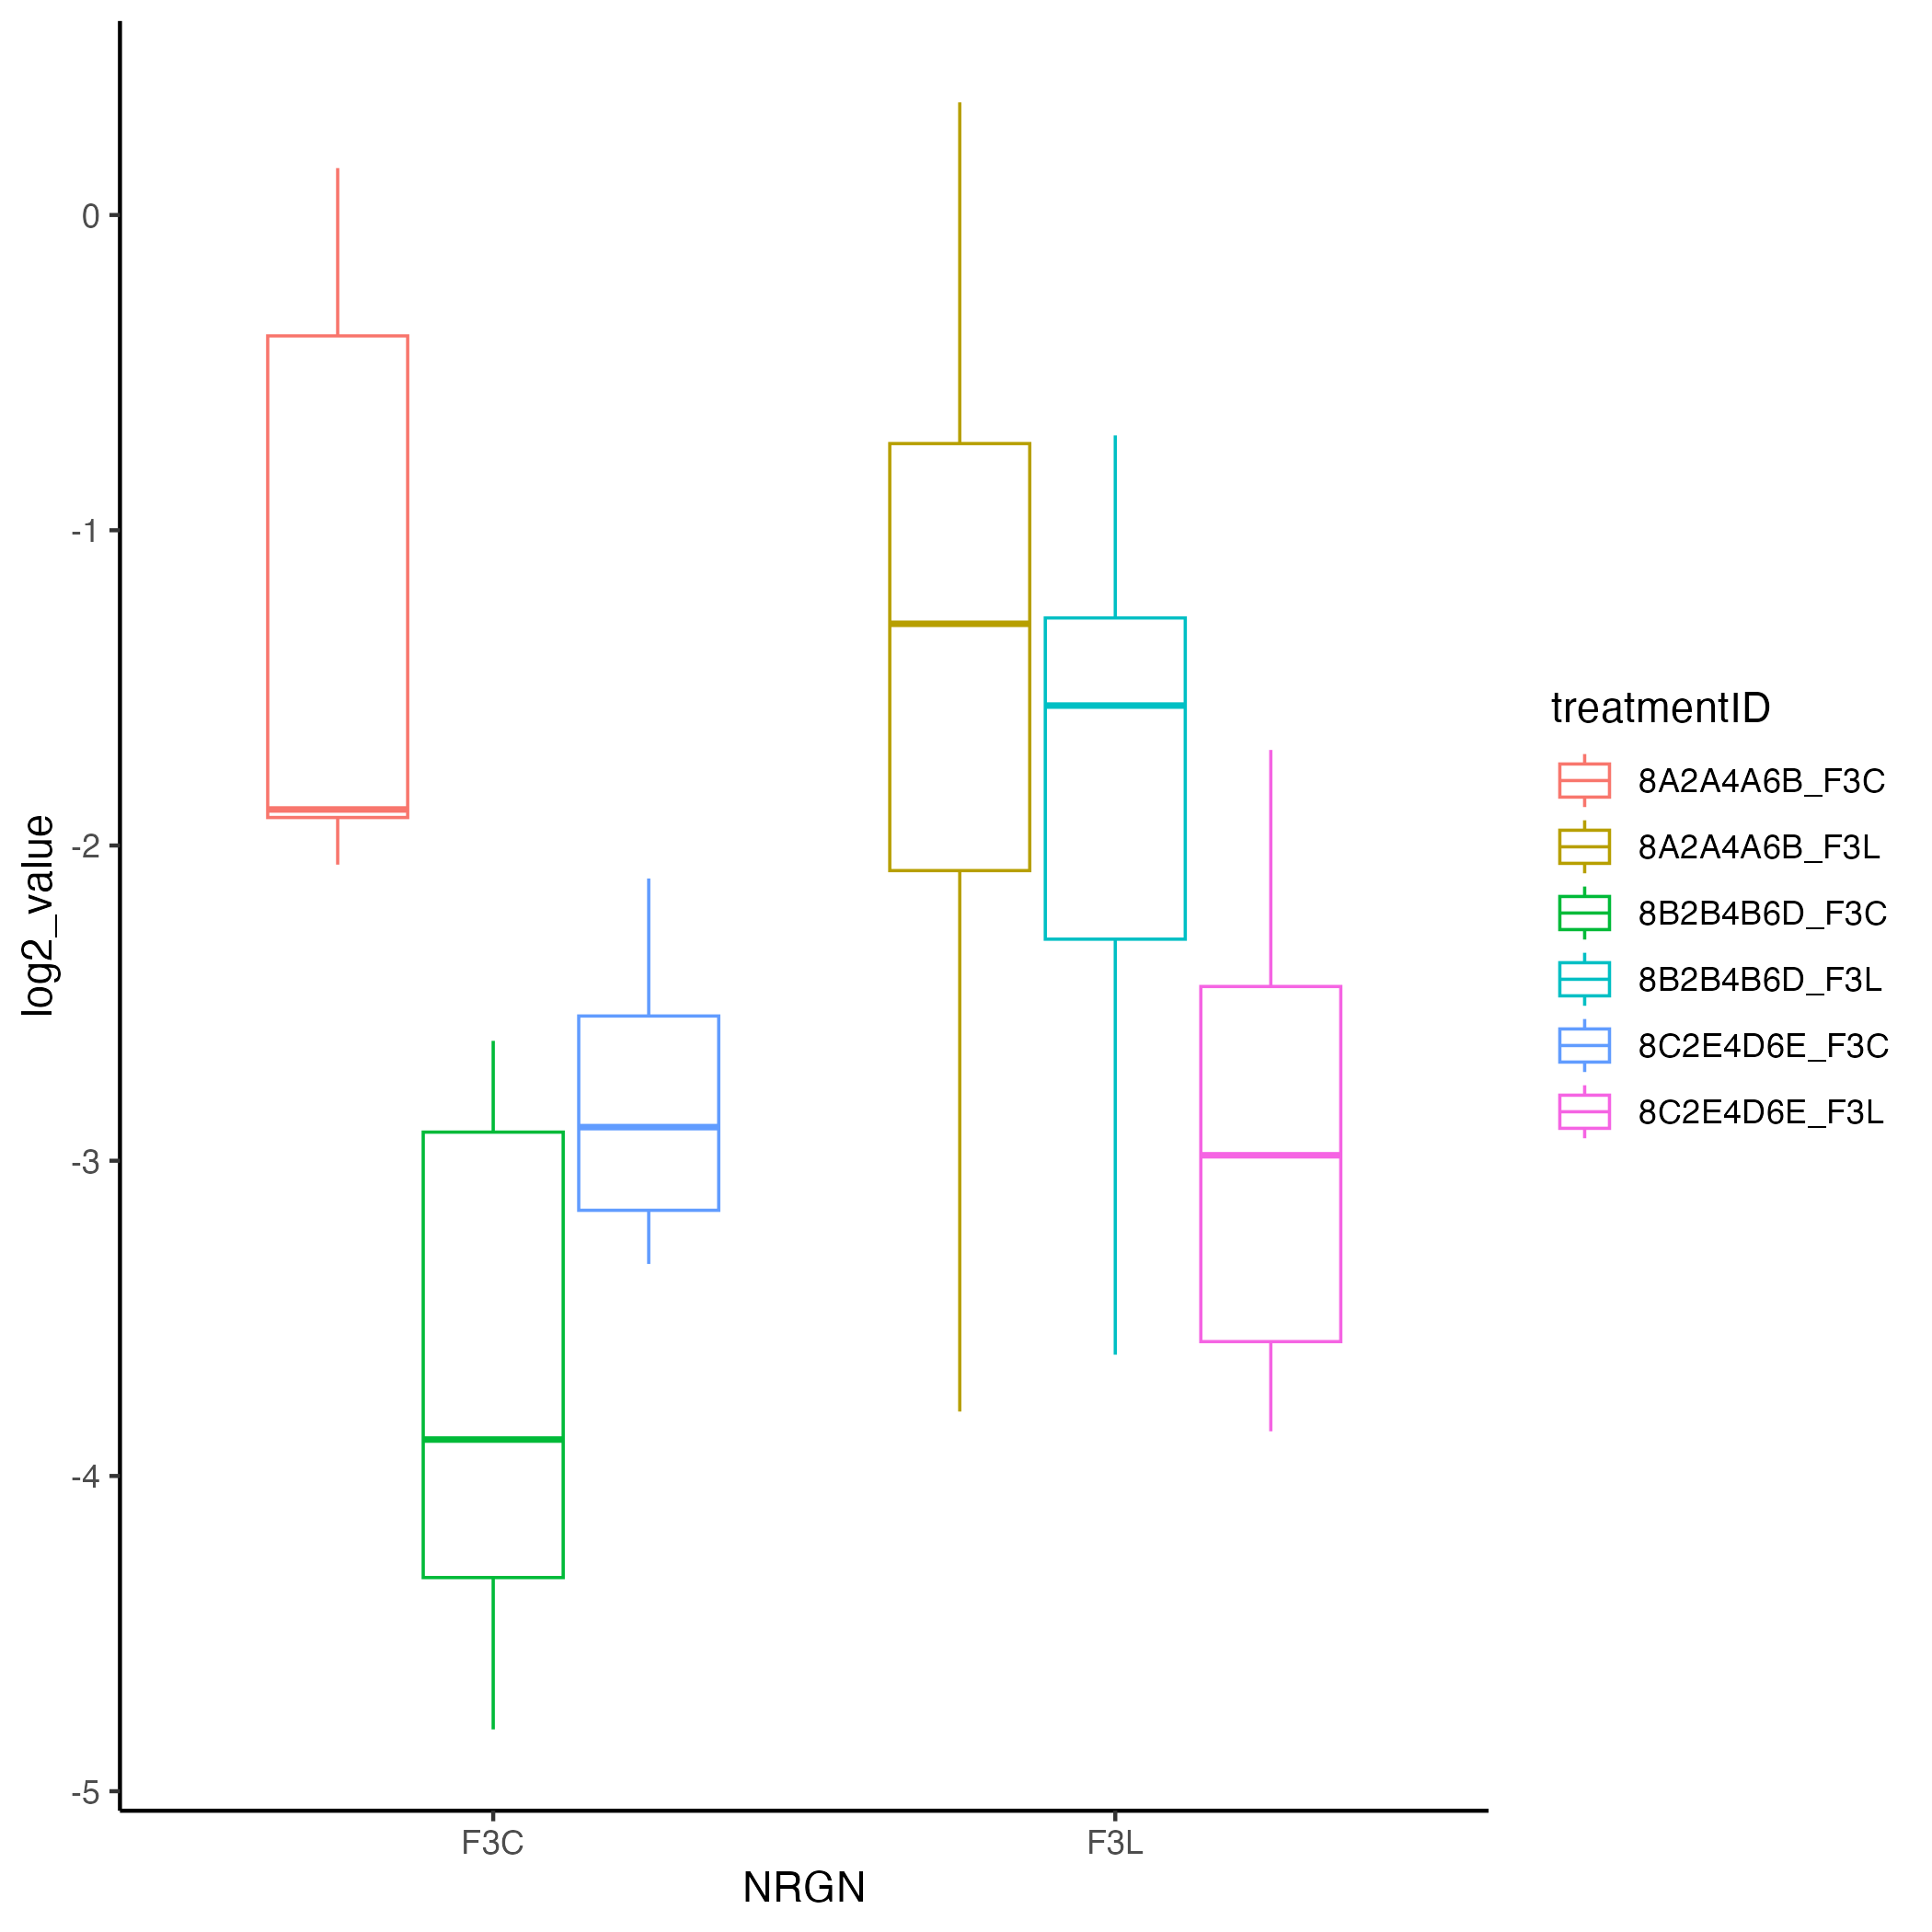 log2_value
0
-1
-2
-3
-4
-5
F3C
F3L
NRGN
treatmentID
8A2A4A6B_F3C
8A2A4A6B_F3L
8B2B4B6D_F3C
8B2B4B6D_F3L
8C2E4D6E_F3C
8C2E4D6E_F3L